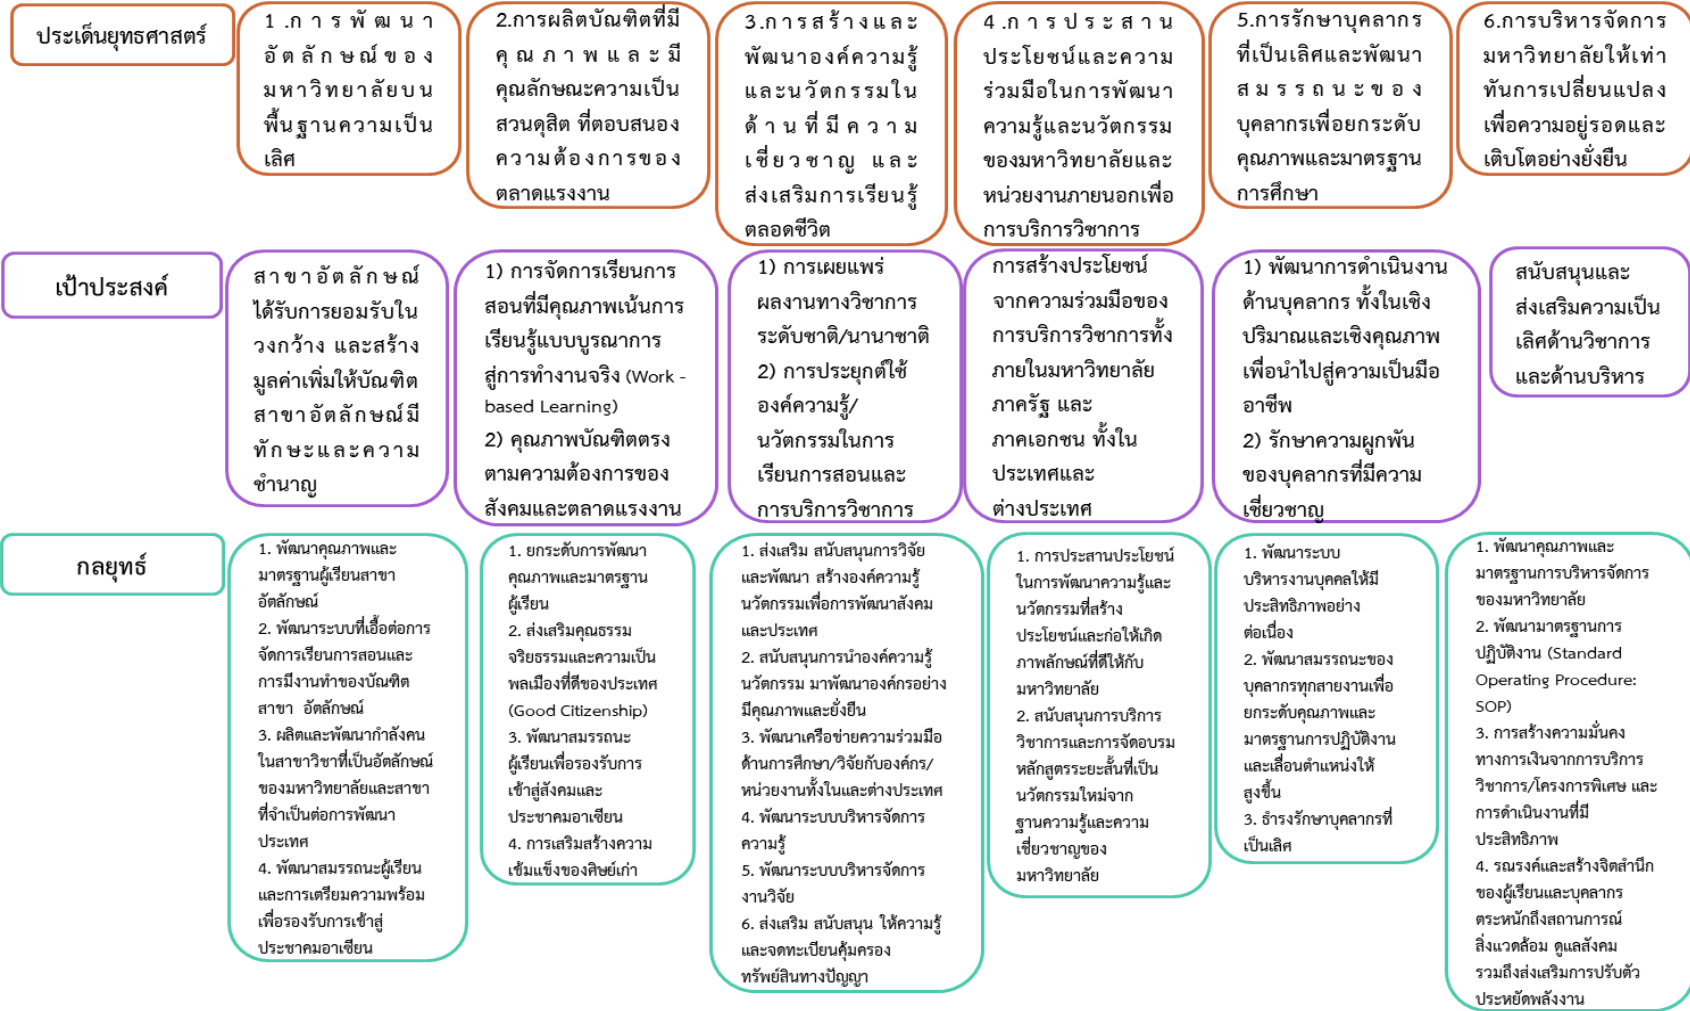 ประเด็นยุทธศาสตร์
1.การพัฒนา
อัตลักษณ์ของ
มหาวิทยาลัยบน
พื้นฐานความเป็น
เลิศ
2.การผลิตบัณฑิตที่มี
คุณภาพและมี
คุณลักษณะความเป็น
สวนดุสิต ที่ตอบสนอง
ความต้องการของ
ตลาดแรงงาน
3.การสร้างและ
พัฒนาองค์ความรู้
และนวัตกรรมใน
ด้านที่มีความ
เชี่ยวชาญ และ
ส่งเสริมการเรียนรู้
ตลอดชีวิต
4.การประสาน
ประโยชน์และความ
ร่วมมือในการพัฒนา
ความรู้และนวัตกรรม
ของมหาวิทยาลัยและ
หน่วยงานภายนอกเพื่อ
การบริการวิชาการ
5.การรักษาบุคลากร
ที่เป็นเลิศและพัฒนา
สมรรถนะของ
บุคลากรเพื่อยกระดับ
คุณภาพและมาตรฐาน
การศึกษา
6.การบริหารจัดการ
มหาวิทยาลัยให้เท่า
ทันการเปลี่ยนแปลง
เพื่อความอยู่รอดและ
เติบโตอย่างยั่งยืน
เป้าประสงค์
สาขาอัตลักษณ์
ได้รับการยอมรับใน
วงกว้าง และสร้าง
มูลค่าเพิ่มให้บัณฑิต
สาขาอัตลักษณ์มี
ทักษะและความ
ชำนาญ
1) การจัดการเรียนการ
สอนที่มีคุณภาพเน้นการ
เรียนรู้แบบบูรณาการ
สู่การทำงานจริง (Work -
based Learning)
2) คุณภาพบัณฑิตตรง
ตามความต้องการของ
สังคมและตลาดแรงงาน
1) การเผยแพร่
ผลงานทางวิชาการ
ระดับชาติ/นานาชาติ
2) การประยุกต์ใช้
องค์ความรู้/
นวัตกรรมในการ
เรียนการสอนและ
การบริการวิชาการ
การสร้างประโยชน์
จากความร่วมมือของ
การบริการวิชาการทั้ง
ภายในมหาวิทยาลัย
ภาครัฐ และ
ภาคเอกชน ทั้งใน
ประเทศและ
ต่างประเทศ
1) พัฒนาการดำเนินงาน
ด้านบุคลากร ทั้งในเชิง
ปริมาณและเชิงคุณภาพ
เพื่อนำไปสู่ความเป็นมือ
อาชีพ
2) รักษาความผูกพัน
ของบุคลากรที่มีความ
เชี่ยวชาญ
สนับสนุนและ
ส่งเสริมความเป็น
เลิศด้านวิชาการ
และด้านบริหาร
กลยุทธ์
1. พัฒนาคุณภาพและ
มาตรฐานผู้เรียนสาขา
อัตลักษณ์
2. พัฒนาระบบที่เอื้อต่อการ
จัดการเรียนการสอนและ
การมีงานทำของบัณฑิต
สาขา อัตลักษณ์
3. ผลิตและพัฒนากำลังคน
ในสาขาวิชาที่เป็นอัตลักษณ์
ของมหาวิทยาลัยและสาขา
ที่จำเป็นต่อการพัฒนา
ประเทศ
4. พัฒนาสมรรถนะผู้เรียน
และการเตรียมความพร้อม
เพื่อรองรับการเข้าสู่
ประชาคมอาเซียน
1. ยกระดับการพัฒนา
คุณภาพและมาตรฐาน
ผู้เรียน
2. ส่งเสริมคุณธรรม
จริยธรรมและความเป็น
พลเมืองที่ดีของประเทศ
(Good Citizenship)
3. พัฒนาสมรรถนะ
ผู้เรียนเพื่อรองรับการ
เข้าสู่สังคมและ
ประชาคมอาเซียน
4. การเสริมสร้างความ
เข้มแข็งของศิษย์เก่า
1. ส่งเสริม สนับสนุนการวิจัย
และพัฒนา สร้างองค์ความรู้
นวัตกรรมเพื่อการพัฒนาสังคม
และประเทศ
2. สนับสนุนการนำองค์ความรู้
นวัตกรรม มาพัฒนาองค์กรอย่าง
มีคุณภาพและยั่งยืน
3. พัฒนาเครือข่ายความร่วมมือ
ด้านการศึกษา/วิจัยกับองค์กร/
หน่วยงานทั้งในและต่างประเทศ
4. พัฒนาระบบบริหารจัดการ
ความรู้
5. พัฒนาระบบบริหารจัดการ
งานวิจัย
6. ส่งเสริม สนับสนุน ให้ความรู้
และจดทะเบียนคุ้มครอง
ทรัพย์สินทางปัญญา
1. การประสานประโยชน์
ในการพัฒนาความรู้และ
นวัตกรรมที่สร้าง
ประโยชน์และก่อให้เกิด
ภาพลักษณ์ที่ดีให้กับ
มหาวิทยาลัย
2. สนับสนุนการบริการ
วิชาการและการจัดอบรม
หลักสูตรระยะสั้นที่เป็น
นวัตกรรมใหม่จาก
ฐานความรู้และความ
เชี่ยวชาญของ
มหาวิทยาลัย
1. พัฒนาระบบ
บริหารงานบุคคลให้มี
ประสิทธิภาพอย่าง
ต่อเนื่อง
2. พัฒนาสมรรถนะของ
บุคลากรทุกสายงานเพื่อ
ยกระดับคุณภาพและ
มาตรฐานการปฏิบัติงาน
และเลื่อนตำแหน่งให้
สูงขึ้น
3. ธำรงรักษาบุคลากรที่
เป็นเลิศ
1. พัฒนาคุณภาพและ
มาตรฐานการบริหารจัดการ
ของมหาวิทยาลัย
2. พัฒนามาตรฐานการ
ปฏิบัติงาน (Standard
Operating Procedure:
SOP)
3. การสร้างความมั่นคง
ทางการเงินจากการบริการ
วิชาการ/โครงการพิเศษ และ
การดำเนินงานที่มี
ประสิทธิภาพ
4. รณรงค์และสร้างจิตสำนึก
ของผู้เรียนและบุคลากร
ตระหนักถึงสถานการณ์
สิ่งแวดล้อม ดูแลสังคม
รวมถึงส่งเสริมการปรับตัว
ประหยัดพลังงาน